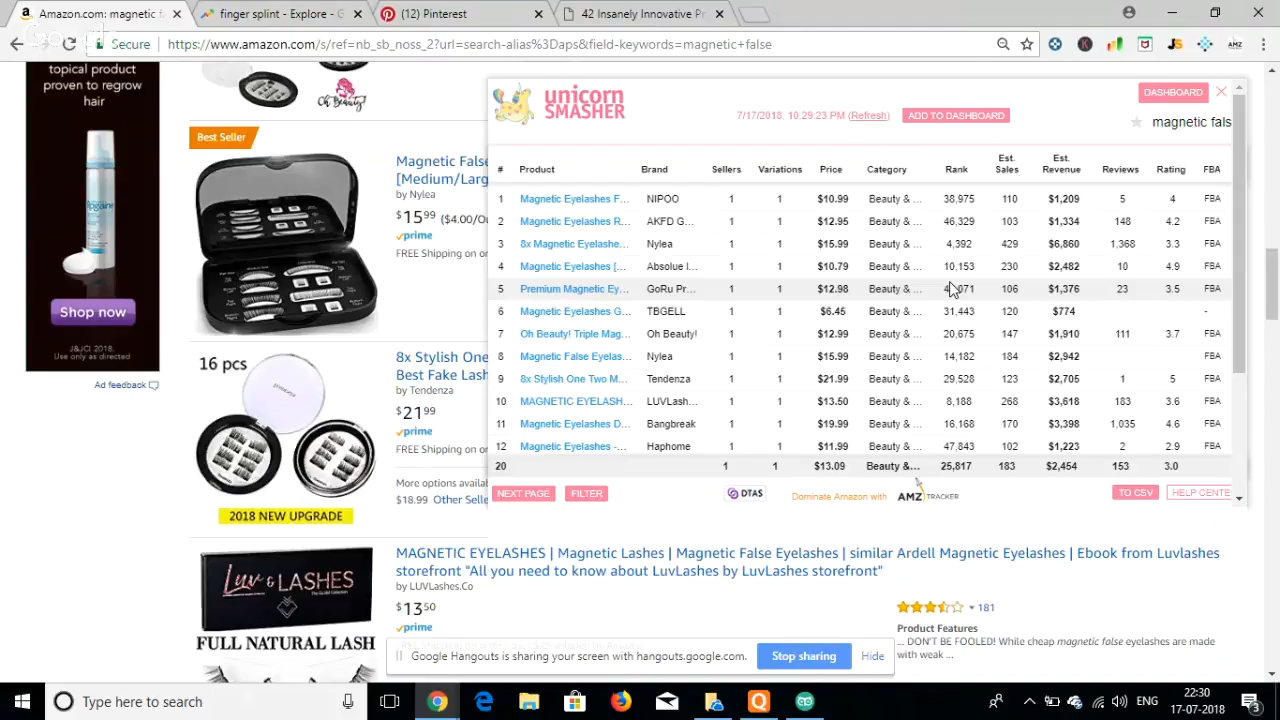 Amazon.com: Magnetic Fal
innovative personal
(12) Pinterest
42 Insanely Innovative Pr
Secure
https://www.amazon.com/s/ref=nb_sb_noss_2?url=search-alias%3Daps&field-keywords=magnetic+false
topical product
proven to regrow
hair
Rogaine
Shop now
J&JCI 2018.
Use only as directed
Ad feedback
Oh Beauty!
Best Seller
Magnetic False
[Medium/Larg
by Nylea
$15 99 ($4.00/Ou
prime
FREE Shipping on or
16 pcs
2018 NEW UPGRADE
8x Stylish One
Best Fake Lash
by Tendenza
$21 99
prime
FREE Shipping on or
More options availab
$18.99 Other Selle
unicorn
SMASHER
7/17/2018, 10:29:23 PM (Refresh)
ADD TO DASHBOARD
DASHBOARD
magnetic fals
# Product Brand Sellers Variations Price Category Rank Est. Sales Est. Revenue Reviews Rating FBA
1 Magnetic Eyelashes F... NIPOO 1 1 $10.99 Beauty & ... 38,975 110 $1,209 5 4 FBA
2 Magnetic Eyelashes R... AKFD G... 1 1 $12.95 Beauty & ... 46,329 103 $1,334 148 4.2 FBA
3 8x Magnetic Eyelashe... Nylea 1 1 $15.99 Beauty & ... 4,392 429 $6,860 1,368 3.3 FBA
4 Magnetic Eyelashes [... Absolue l... 1 1 $10.79 Beauty & ... 10,153 230 $2,482 10 4.9 FBA
5 Premium Magnetic Ey... GoRu Pr... 1 1 $12.98 Beauty & ... 106 $1,376 23 3.5 FBA
6 Magnetic Eyelashes G... TBGELL 1 1 $6.45 Beauty & ... 31,443 120 $774 FBA
7 Oh Beauty! Triple Mag... Oh Beauty! 1 1 $12.99 Beauty & ... 20,675 147 $1,910 111 3.7 FBA
8 Magnetic False Eyelas... Nylea 1 1 $15.99 Beauty & ... 14,182 184 $2,942 FBA
9 8x Stylish One Two M... Tendenza 1 1 $21.99 Beauty & ... 29,528 123 $2,705 1 5 FBA
10 MAGNETIC EYELASH... LUVLash... 1 1 $13.50 Beauty & ... 8,188 268 $3,618 183 3.6 FBA
11 Magnetic Eyelashes D... Bangbreak 1 1 $19.99 Beauty & ... 16,168 170 $3,398 1,035 4.6 FBA
12 Magnetic Eyelashes -... Haphome 1 1 $11.99 Beauty & ... 47,843 102 $1,223 2 2.9 FBA
20 1 1 $13.09 Beauty &... 25,817 183 $2,454 153 3.0
NEXT PAGE
FILTER
DTAS
Dominate Amazon with AMZ TRACKER
TO CSV
HELP CENTE
Luv & LASHES
FULL NATURAL LASH
MAGNETIC EYELASHES | Magnetic Lashes | Magnetic False Eyelashes | similar Ardell Magnetic Eyelashes | Ebook from Luvlashes
storefront "All you need to know about LuvLashes by LuvLashes storefront"
by LUVLashes.Co
$13 50
prime
181
Product Features
... DON'T BE FOOLED! While cheap magnetic false eyelashes are made
with weak ...
Google Hangouts is sharing your screen with hangouts.google.com.
Stop sharing
Hide
Type here to search
ENG
22:30
17-07-2018
3